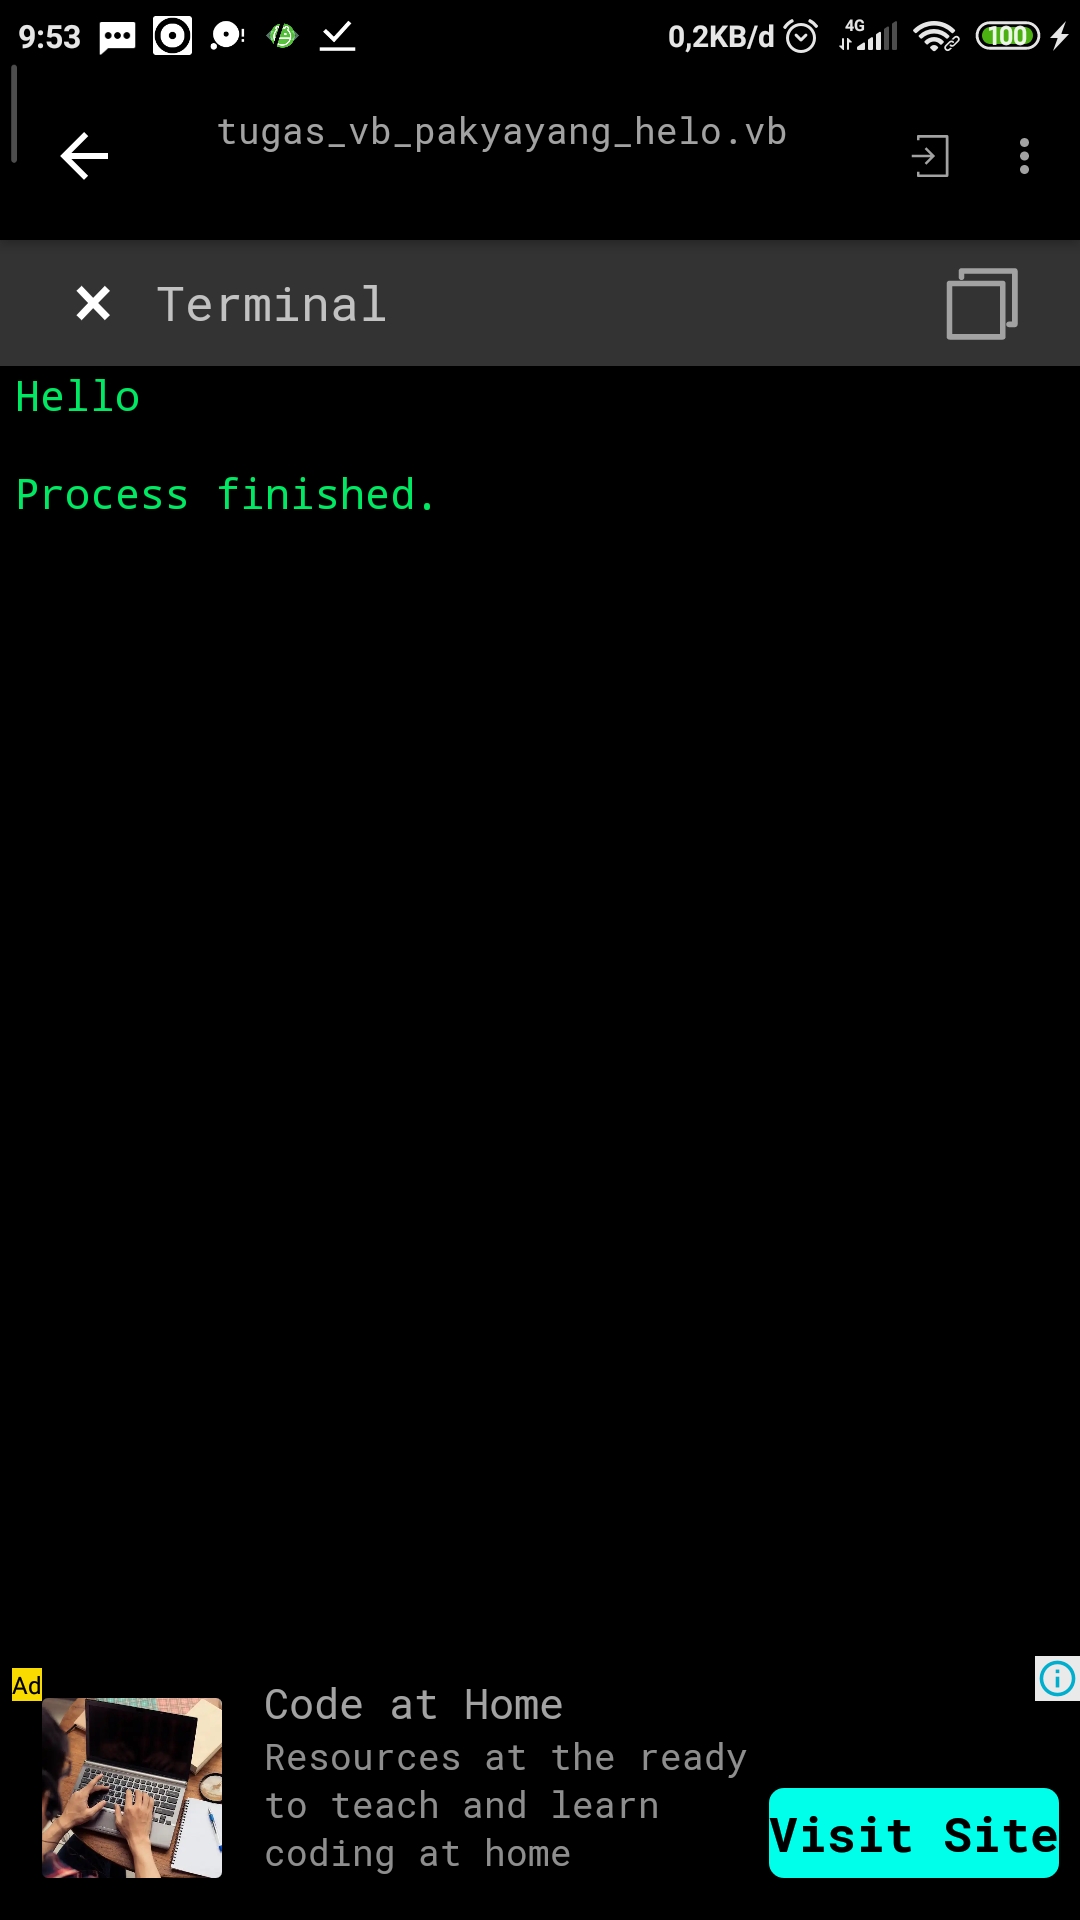 9:53
0,2KB/d
4G
100
tugas_vb_pakyayang_helo.vb
Terminal
Hello
Process finished.
Ad
Code at Home
Resources at the ready
to teach and learn
coding at home
Visit Site